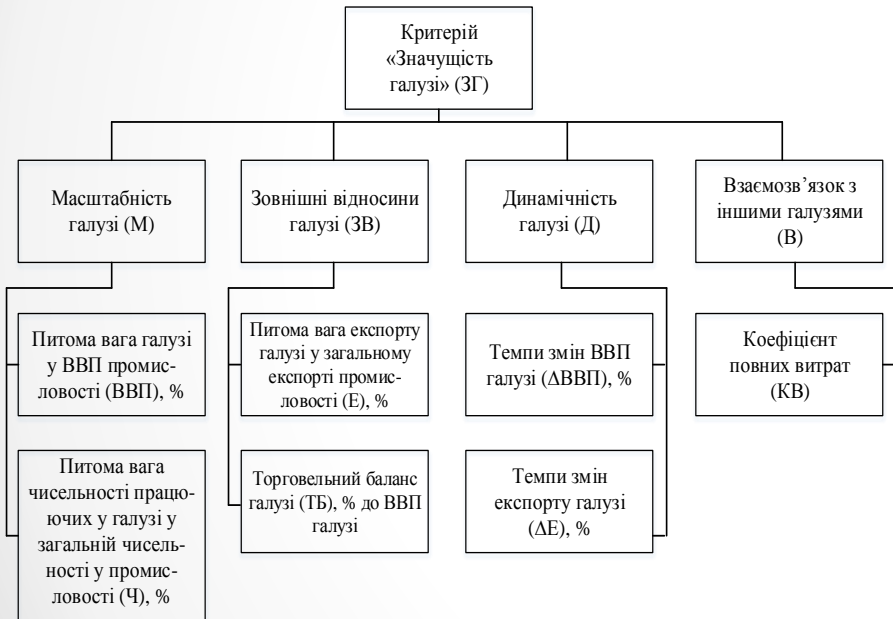 Критерій
«Значущість
галузі» (ЗГ)
Масштабність
галузі (М)
Зовнішні відносини
галузі (ЗВ)
Динамічність
галузі (Д)
Взаємозв’язок з
іншими галузями
(В)
Питома вага галузі
у ВВП промис-
ловості (ВВП), %
Питома вага експорту
галузі у загальному
експорті промис-
ловості (Е), %
Темпи змін ВВП
галузі (ΔВВП), %
Коефіцієнт
повних витрат
(КВ)
Питома вага
чисельності працю-
ючих у галузі у
загальній чисель-
ності у промис-
ловості (Ч), %
Торговельний баланс
галузі (ТБ), % до ВВП
галузі
Темпи змін
експорту галузі
(ΔЕ), %